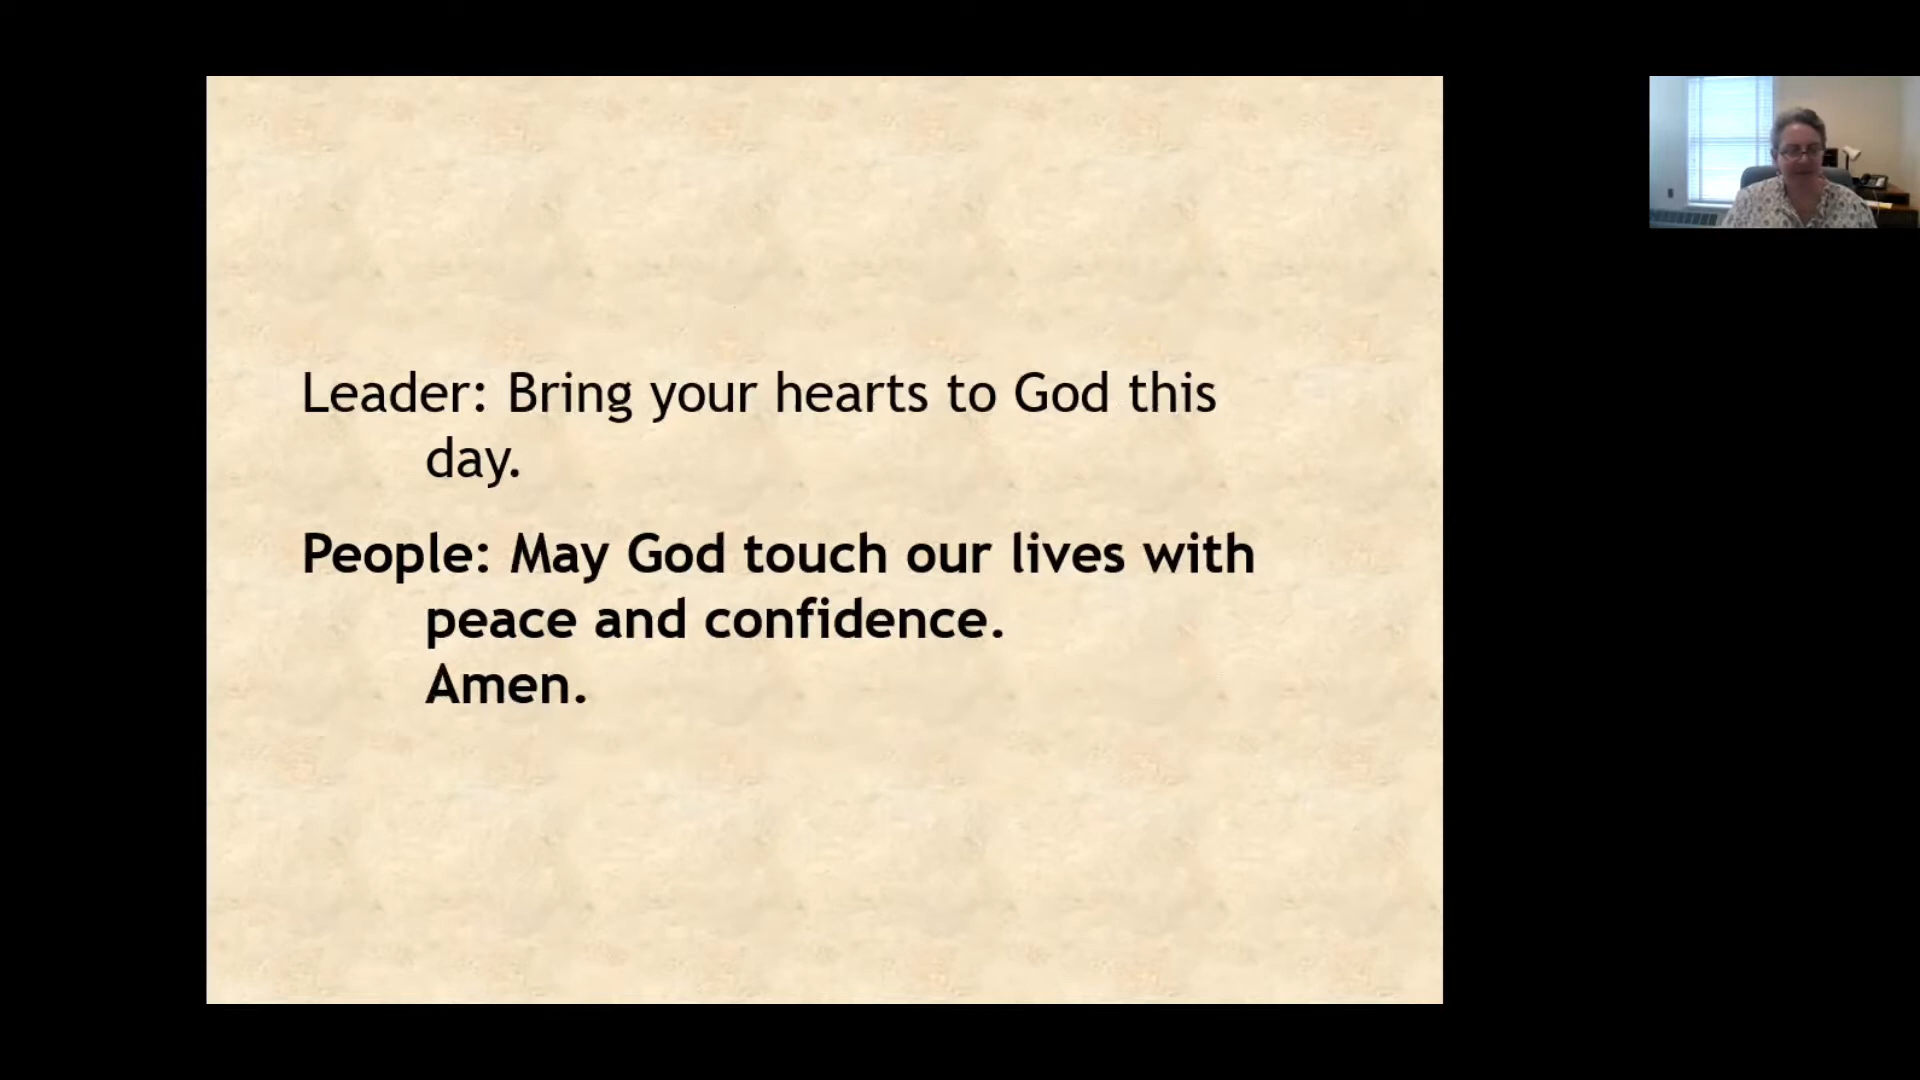 Leader: Bring your hearts to God this
day.
People: May God touch our lives with
peace and confidence.
Amen.